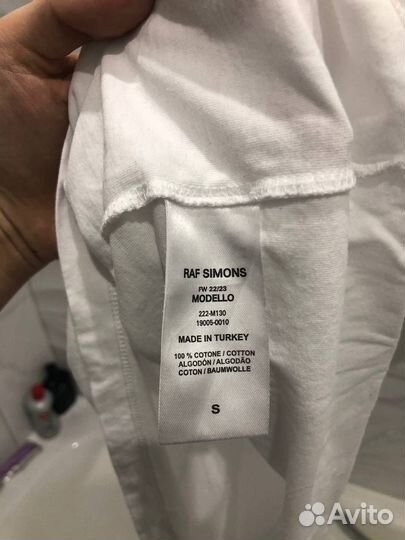 RAF SIMONS
FW 22/23
MODELLO
222-M130
19005-0010
MADE IN TURKEY
100 % COTONE / COTTON
ALGODÓN / ALGODÃO
COTON / BAUMWOLLE
S
Avito